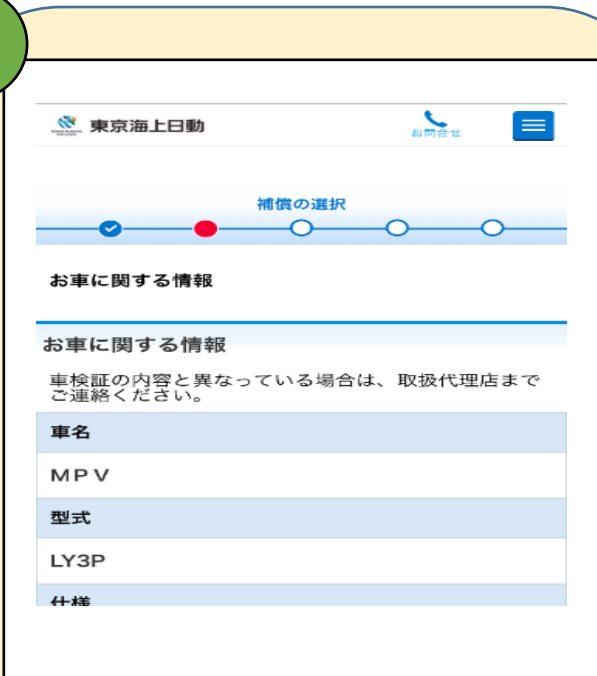 東京海上日動
お問合せ
補償の選択
お車に関する情報
お車に関する情報
車検証の内容と異なっている場合は、取扱代理店まで
ご連絡ください。
車名
ＭＰＶ
型式
LY3P
仕様